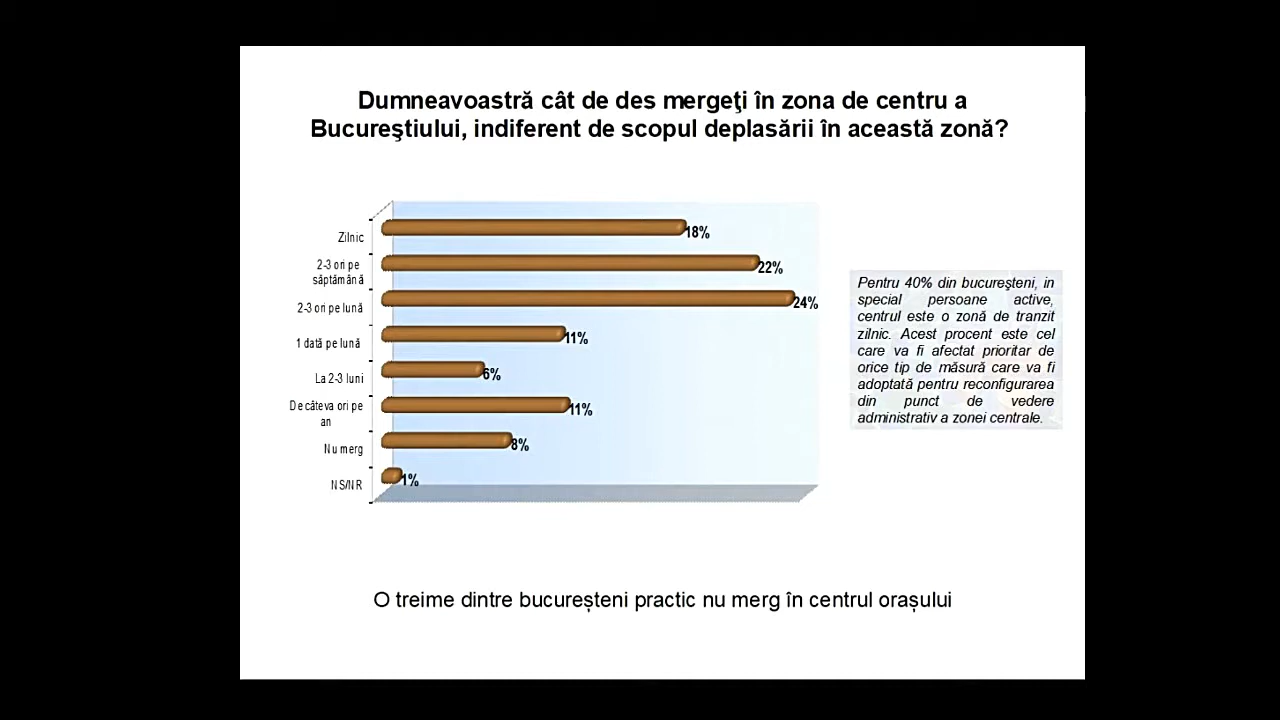 Dumneavoastră cât de des mergeţi în zona de centru a
Bucureştiului, indiferent de scopul deplasării în această zonă?
Zilnic
18%
2-3 ori pe
săptămână
22%
2-3 ori pe lună
24%
1 dată pe lună
11%
La 2-3 luni
6%
De câteva ori pe
an
11%
Nu merg
8%
NS/NR
1%
Pentru 40% din bucureşteni, in
special persoane active,
centrul este o zonă de tranzit
zilnic. Acest procent este cel
care va fi afectat prioritar de
orice tip de măsură care va fi
adoptată pentru reconfigurarea
din punct de vedere
administrativ a zonei centrale.
O treime dintre bucureșteni practic nu merg în centrul orașului